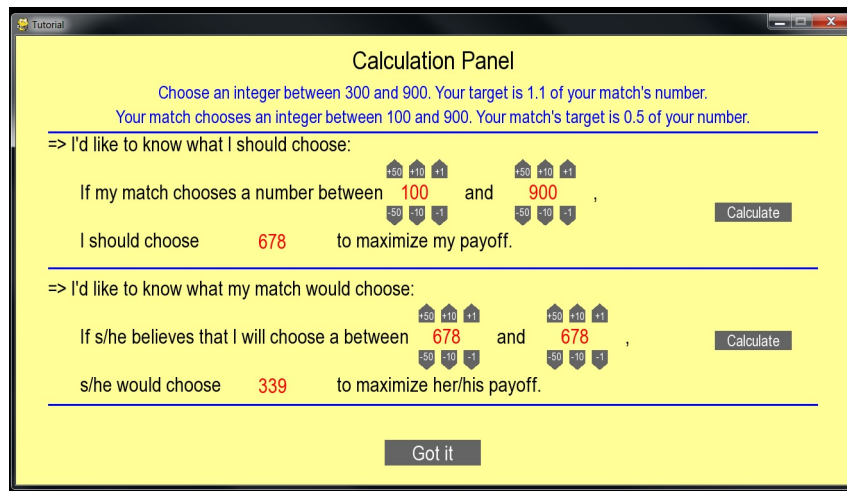 Tutorial
Calculation Panel
Choose an integer between 300 and 900. Your target is 1.1 of your match's number.
Your match chooses an integer between 100 and 900. Your match's target is 0.5 of your number.
=> I'd like to know what I should choose:
+50 +10 +1 +50 +10 +1
If my match chooses a number between 100 and 900 ,
-50 -10 -1 -50 -10 -1
Calculate
I should choose 678 to maximize my payoff.
=> I'd like to know what my match would choose:
+50 +10 +1 +50 +10 +1
If s/he believes that I will choose a between 678 and 678 ,
Calculate
-50 -10 -1 -50 -10 -1
s/he would choose 339 to maximize her/his payoff.
Got it